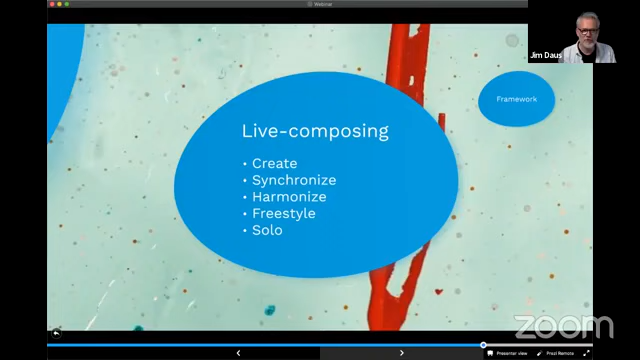 Webinar
Jim Daus
Framework
Live-composing
• Create
• Synchronize
• Harmonize
• Freestyle
• Solo
zoom
Presenter view
Prezi Remote